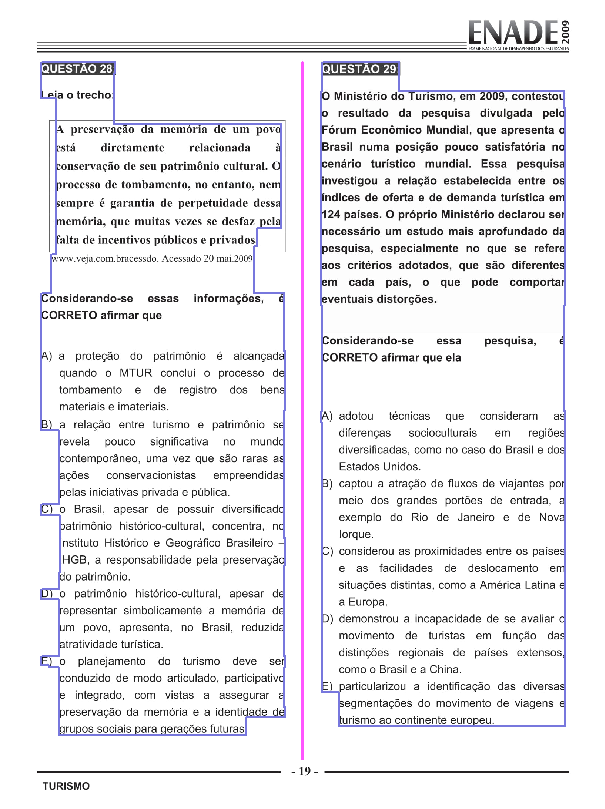 ENADE 2009
EXAME NACIONAL DE DESEMPENHO DOS ESTUDANTES
QUESTÃO 28
Leia o trecho:
A preservação da memória de um povo
está diretamente relacionada à
conservação de seu patrimônio cultural. O
processo de tombamento, no entanto, nem
sempre é garantia de perpetuidade dessa
memória, que muitas vezes se desfaz pela
falta de incentivos públicos e privados
www.veja.com.bracessdo. Acessado 20 mai.2009
Considerando-se essas informações, é
CORRETO afirmar que
A) a proteção do patrimônio é alcançada
quando o MTUR conclui o processo de
tombamento e de registro dos bens
materiais e imateriais.
B) a relação entre turismo e patrimônio se
revela pouco significativa no mundo
contemporâneo, uma vez que são raras as
ações conservacionistas empreendidas
pelas iniciativas privada e pública.
C) o Brasil, apesar de possuir diversificado
patrimônio histórico-cultural, concentra, no
Instituto Histórico e Geográfico Brasileiro –
IHGB, a responsabilidade pela preservação
do patrimônio.
D) o patrimônio histórico-cultural, apesar de
representar simbolicamente a memória de
um povo, apresenta, no Brasil, reduzida
atratividade turística.
E) o planejamento do turismo deve ser
conduzido de modo articulado, participativo
e integrado, com vistas a assegurar a
preservação da memória e a identidade de
grupos sociais para gerações futuras
QUESTÃO 29
O Ministério do Turismo, em 2009, contestou
o resultado da pesquisa divulgada pelo
Fórum Econômico Mundial, que apresenta o
Brasil numa posição pouco satisfatória no
cenário turístico mundial. Essa pesquisa
investigou a relação estabelecida entre os
índices de oferta e de demanda turística em
124 países. O próprio Ministério declarou ser
necessário um estudo mais aprofundado da
pesquisa, especialmente no que se refere
aos critérios adotados, que são diferentes
em cada país, o que pode comportar
eventuais distorções.
Considerando-se essa pesquisa, é
CORRETO afirmar que ela
A) adotou técnicas que consideram as
diferenças socioculturais em regiões
diversificadas, como no caso do Brasil e dos
Estados Unidos.
B) captou a atração de fluxos de viajantes por
meio dos grandes portões de entrada, a
exemplo do Rio de Janeiro e de Nova
Iorque.
C) considerou as proximidades entre os países
e as facilidades de deslocamento em
situações distintas, como a América Latina e
a Europa.
D) demonstrou a incapacidade de se avaliar o
movimento de turistas em função das
distinções regionais de países extensos,
como o Brasil e a China.
E) particularizou a identificação das diversas
segmentações do movimento de viagens e
turismo ao continente europeu.
- 19 -
TURISMO